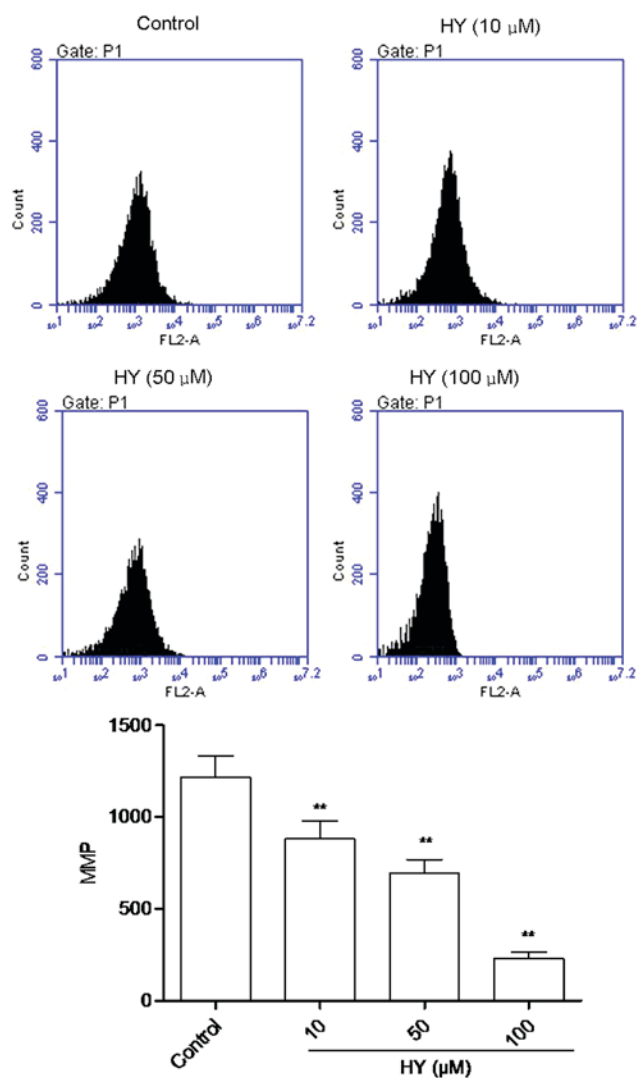 Control
HY (10 µM)
Gate: P1
Gate: P1
600
400
200
0
Count
600
400
200
0
Count
FL2-A
FL2-A
HY (50 µM)
HY (100 µM)
Gate: P1
Gate: P1
600
400
200
0
Count
600
400
200
0
Count
FL2-A
FL2-A
1500
1000
500
0
MMP
**
**
**
Control
10
50
100
HY (µM)